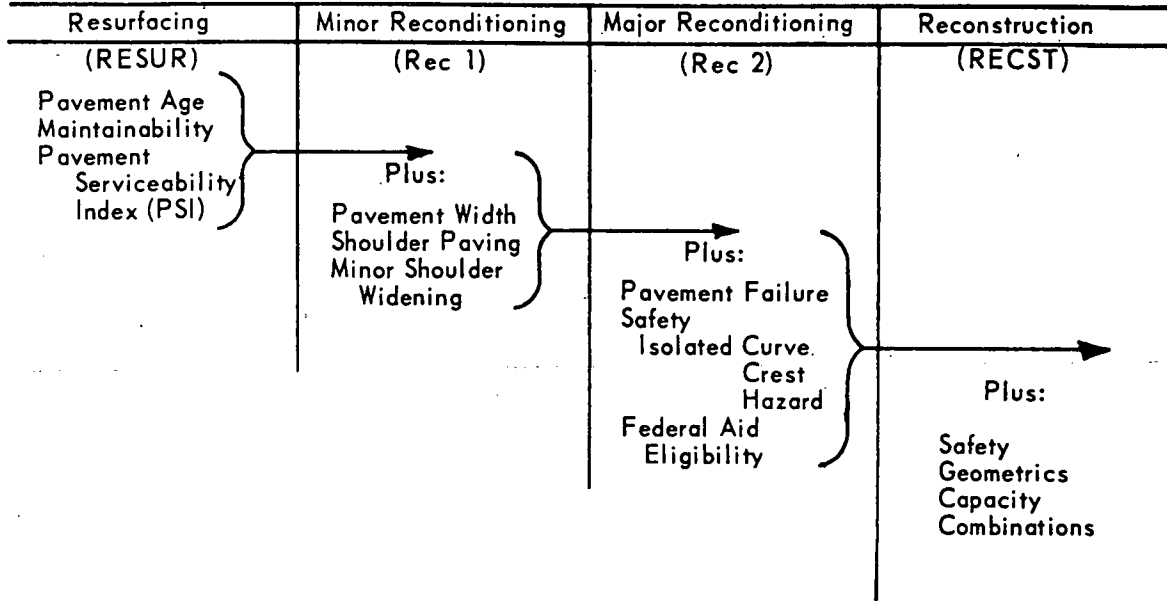 Resurfacing
Minor Reconditioning
Major Reconditioning
Reconstruction
(RESUR)
(Rec 1)
(Rec 2)
(RECST)
Pavement Age
Maintainability
Pavement
Serviceability
Index (PSI)
Plus:
Pavement Width
Shoulder Paving
Minor Shoulder
Widening
Plus:
Pavement Failure
Safety
Isolated Curve.
Crest
Hazard
Federal Aid
Eligibility
Plus:
Safety
Geometrics
Capacity
Combinations